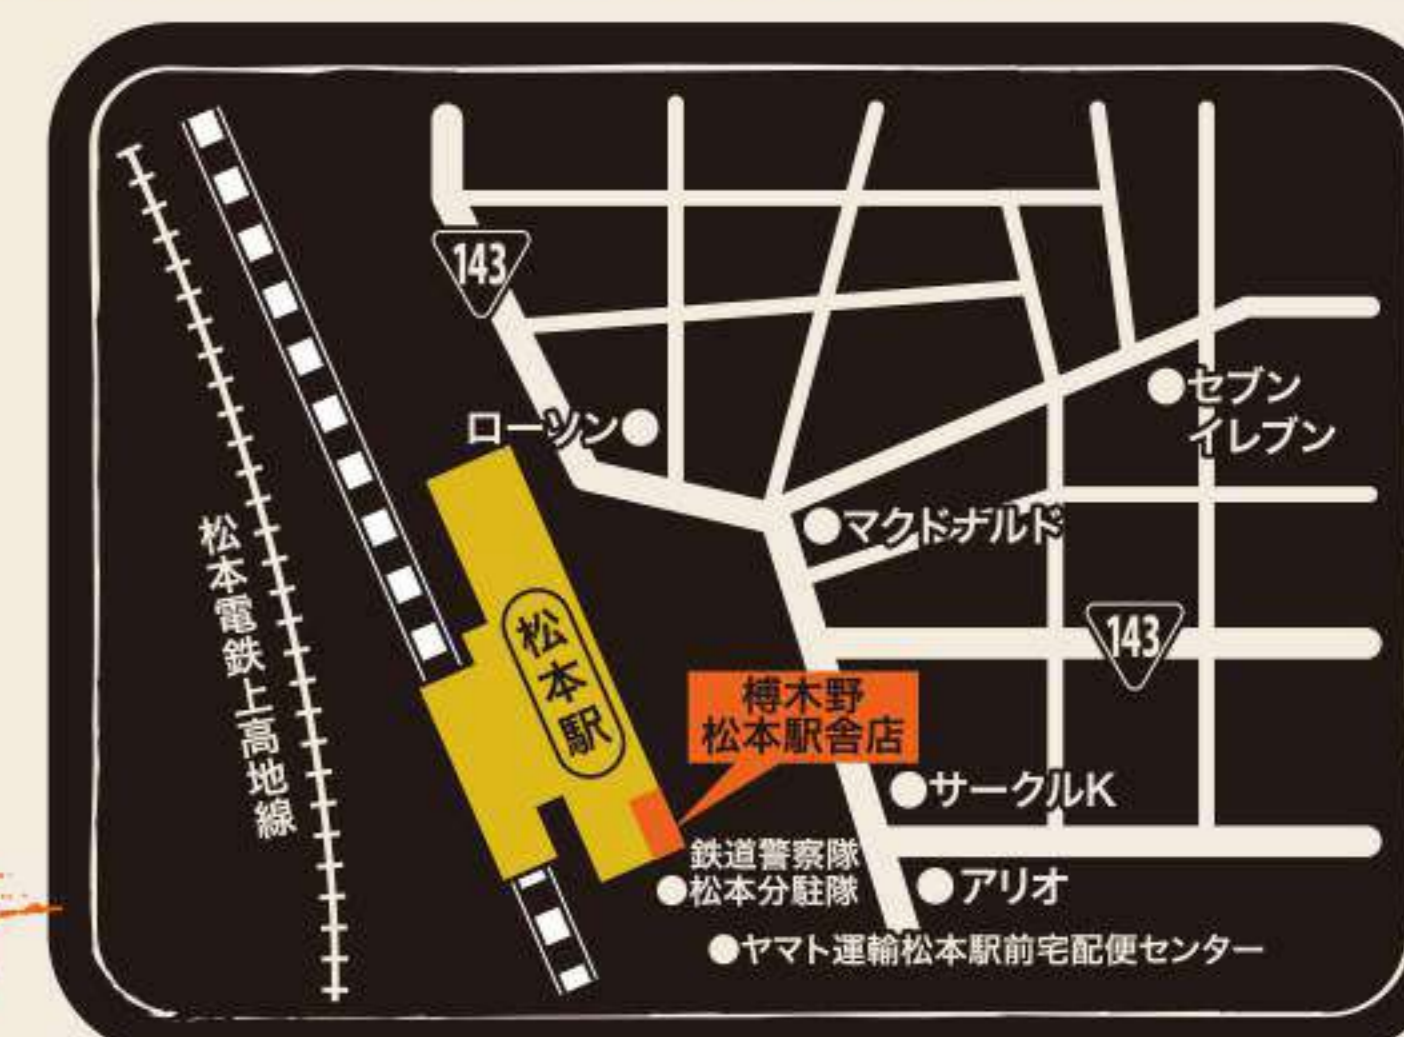 143
ローソン
セブン
イレブン
マクドナルド
松本電鉄上高地線
松本駅
143
榑木野
松本駅舎店
サークルK
鉄道警察隊
松本分駐隊
アリオ
ヤマト運輸松本駅前宅配便センター